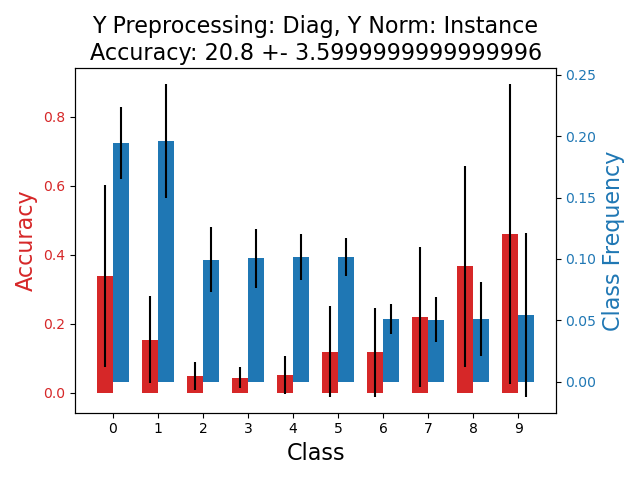 Y Preprocessing: Diag, Y Norm: Instance
Accuracy: 20.8 +- 3.5999999999999996
Accuracy
0.8
0.6
0.4
0.2
0.0
0.25
0.20
0.15
0.10
0.05
0.00
Class Frequency
0 1 2 3 4 5 6 7 8 9
Class